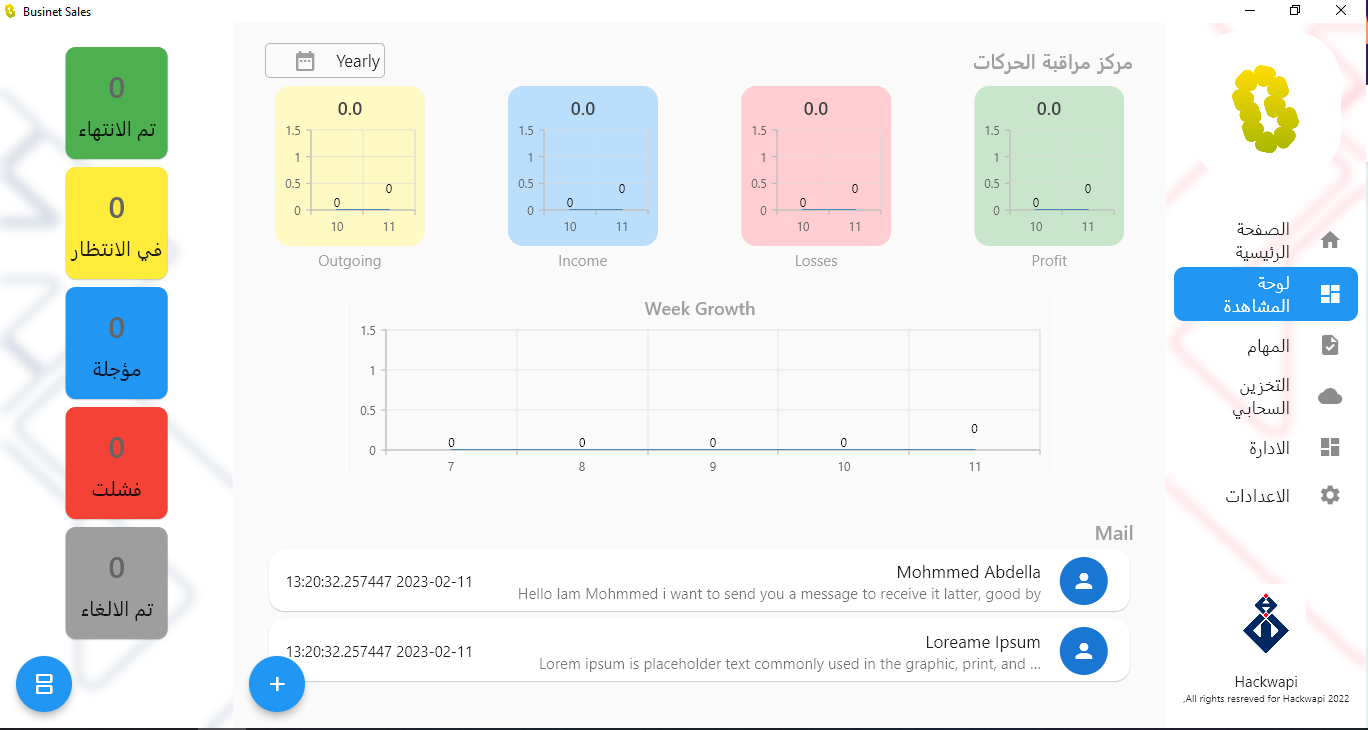 Businet Sales
0
تم الانتهاء
0
في الانتظار
0
مؤجلة
0
فشلت
0
تم الالغاء
Yearly
مركز مراقبة الحركات
0.0
1.5
1
0.5
0
0
0
10
11
Outgoing
0.0
1.5
1
0.5
0
0
0
10
11
Income
0.0
1.5
1
0.5
0
0
0
10
11
Losses
0.0
1.5
1
0.5
0
0
0
10
11
Profit
Week Growth
1.5
1
0.5
0
0
0
0
0
0
7
8
9
10
11
Mail
Mohmmed Abdella
13:20:32.257447 2023-02-11
Hello Iam Mohmmed i want to send you a message to receive it latter, good by
Loreame Ipsum
13:20:32.257447 2023-02-11
Lorem ipsum is placeholder text commonly used in the graphic, print, and ...
الصفحة
الرئيسية
لوحة
المشاهدة
المهام
التخزين
السحابي
الادارة
الاعدادات
Hackwapi
,All rights resreved for Hackwapi 2022